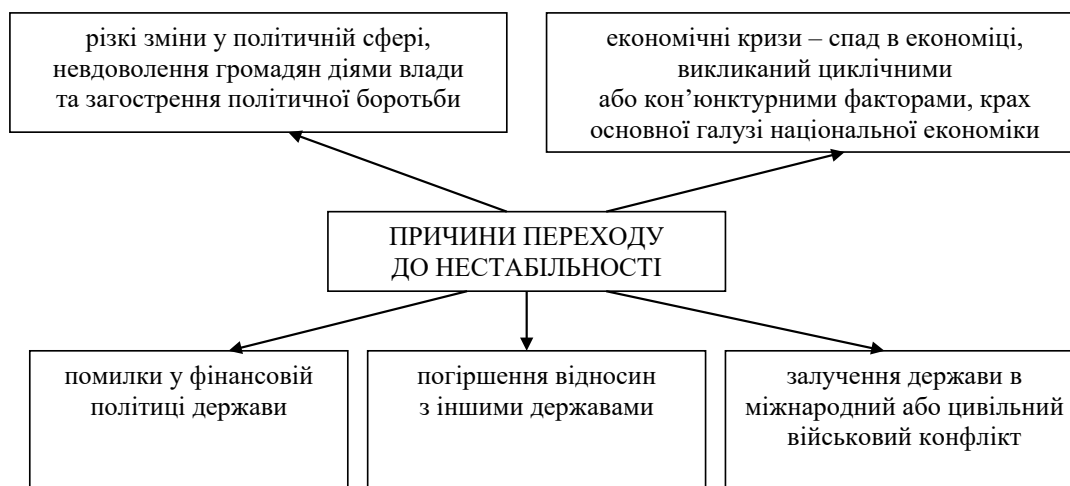 різкі зміни у політичній сфері,
невдоволення громадян діями влади
та загострення політичної боротьби
економічні кризи – спад в економіці,
викликаний циклічними
або кон’юнктурними факторами, крах
основної галузі національної економіки
ПРИЧИНИ ПЕРЕХОДУ
ДО НЕСТАБІЛЬНОСТІ
помилки у фінансовій
політиці держави
погіршення відносин
з іншими державами
залучення держави в
міжнародний або цивільний
військовий конфлікт